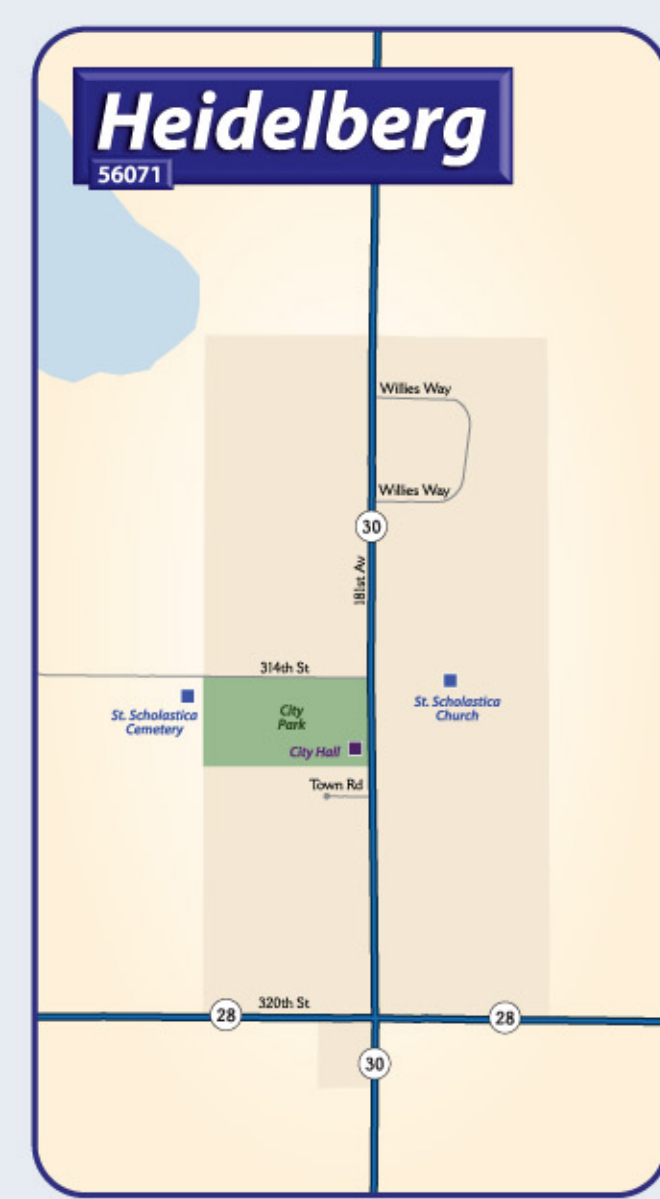 Heidelberg
56071
Willies Way
Willies Way
30
181st Av
314th St
St. Scholastica
Cemetery
City
Park
St. Scholastica
Church
City Hall
Town Rd
320th St
28
28
30